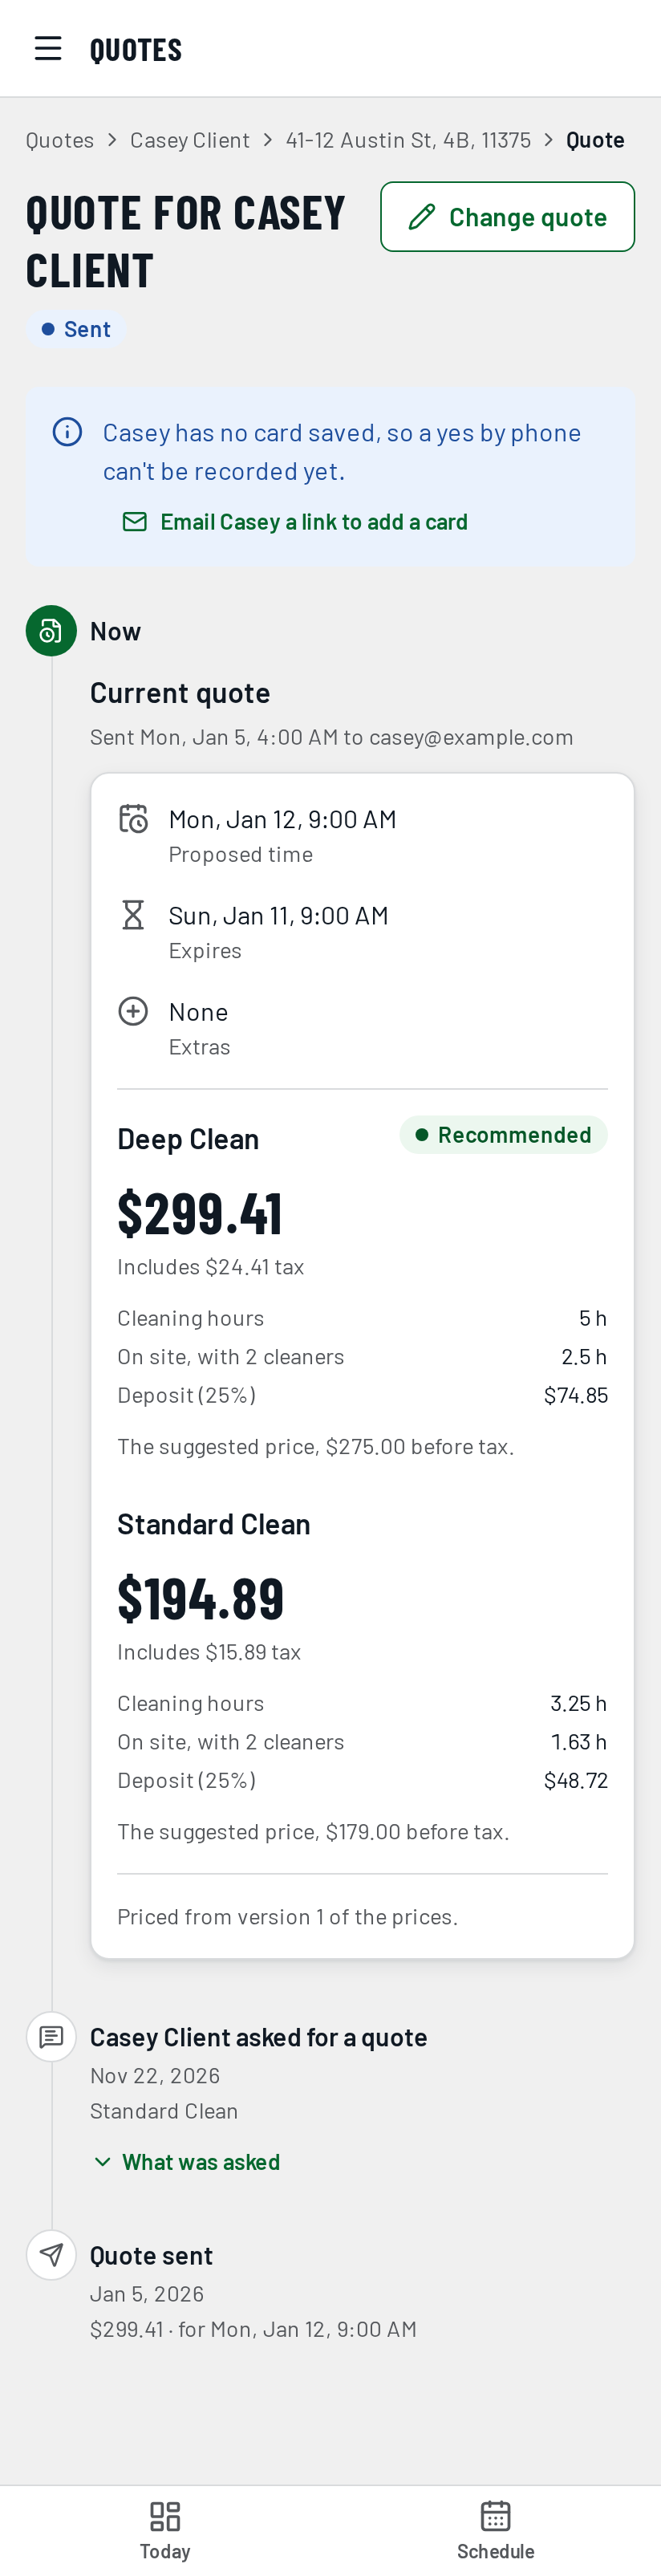 QUOTES
Quotes > Casey Client > 41-12 Austin St, 4B, 11375 > Quote
QUOTE FOR CASEY
CLIENT
Change quote
Sent
Casey has no card saved, so a yes by phone
can't be recorded yet.
Email Casey a link to add a card
Now
Current quote
Sent Mon, Jan 5, 4:00 AM to casey@example.com
Mon, Jan 12, 9:00 AM
Proposed time
Sun, Jan 11, 9:00 AM
Expires
None
Extras
Deep Clean
Recommended
$299.41
Includes $24.41 tax
Cleaning hours 5 h
On site, with 2 cleaners 2.5 h
Deposit (25%) $74.85
The suggested price, $275.00 before tax.
Standard Clean
$194.89
Includes $15.89 tax
Cleaning hours 3.25 h
On site, with 2 cleaners 1.63 h
Deposit (25%) $48.72
The suggested price, $179.00 before tax.
Priced from version 1 of the prices.
Casey Client asked for a quote
Nov 22, 2026
Standard Clean
What was asked
Quote sent
Jan 5, 2026
$299.41 · for Mon, Jan 12, 9:00 AM
Today
Schedule